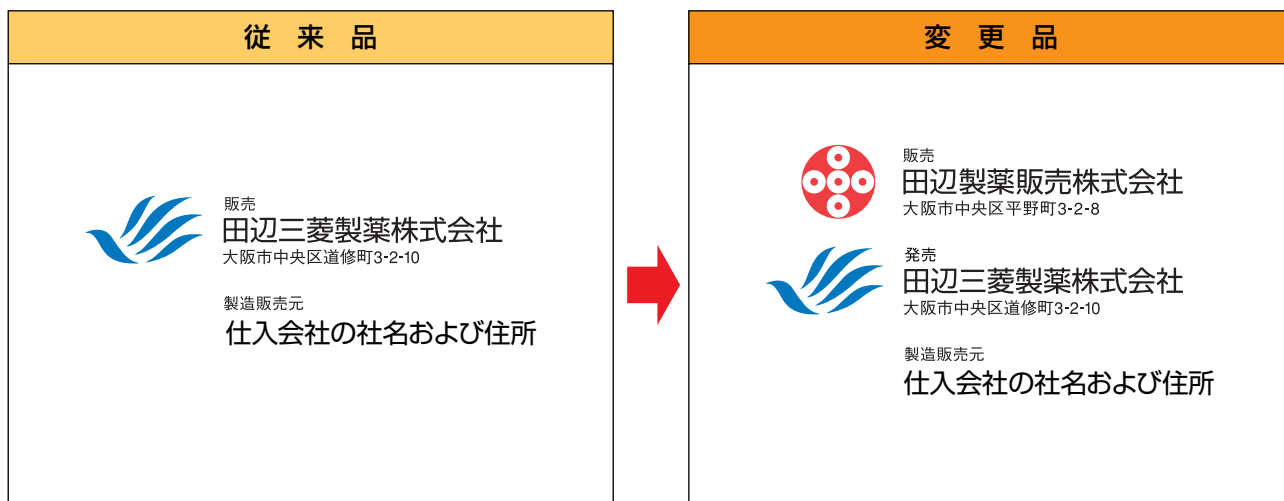 従来品
販売
田辺三菱製薬株式会社
大阪市中央区道修町3-2-10
製造販売元
仕入会社の社名および住所
変更品
販売
田辺製薬販売株式会社
大阪市中央区平野町3-2-8
発売
田辺三菱製薬株式会社
大阪市中央区道修町3-2-10
製造販売元
仕入会社の社名および住所